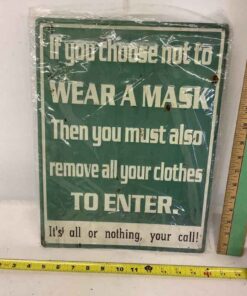 If you choose not to
WEAR A MASK
Then you must also
remove all your clothes
TO ENTER.
It's all or nothing, your call!